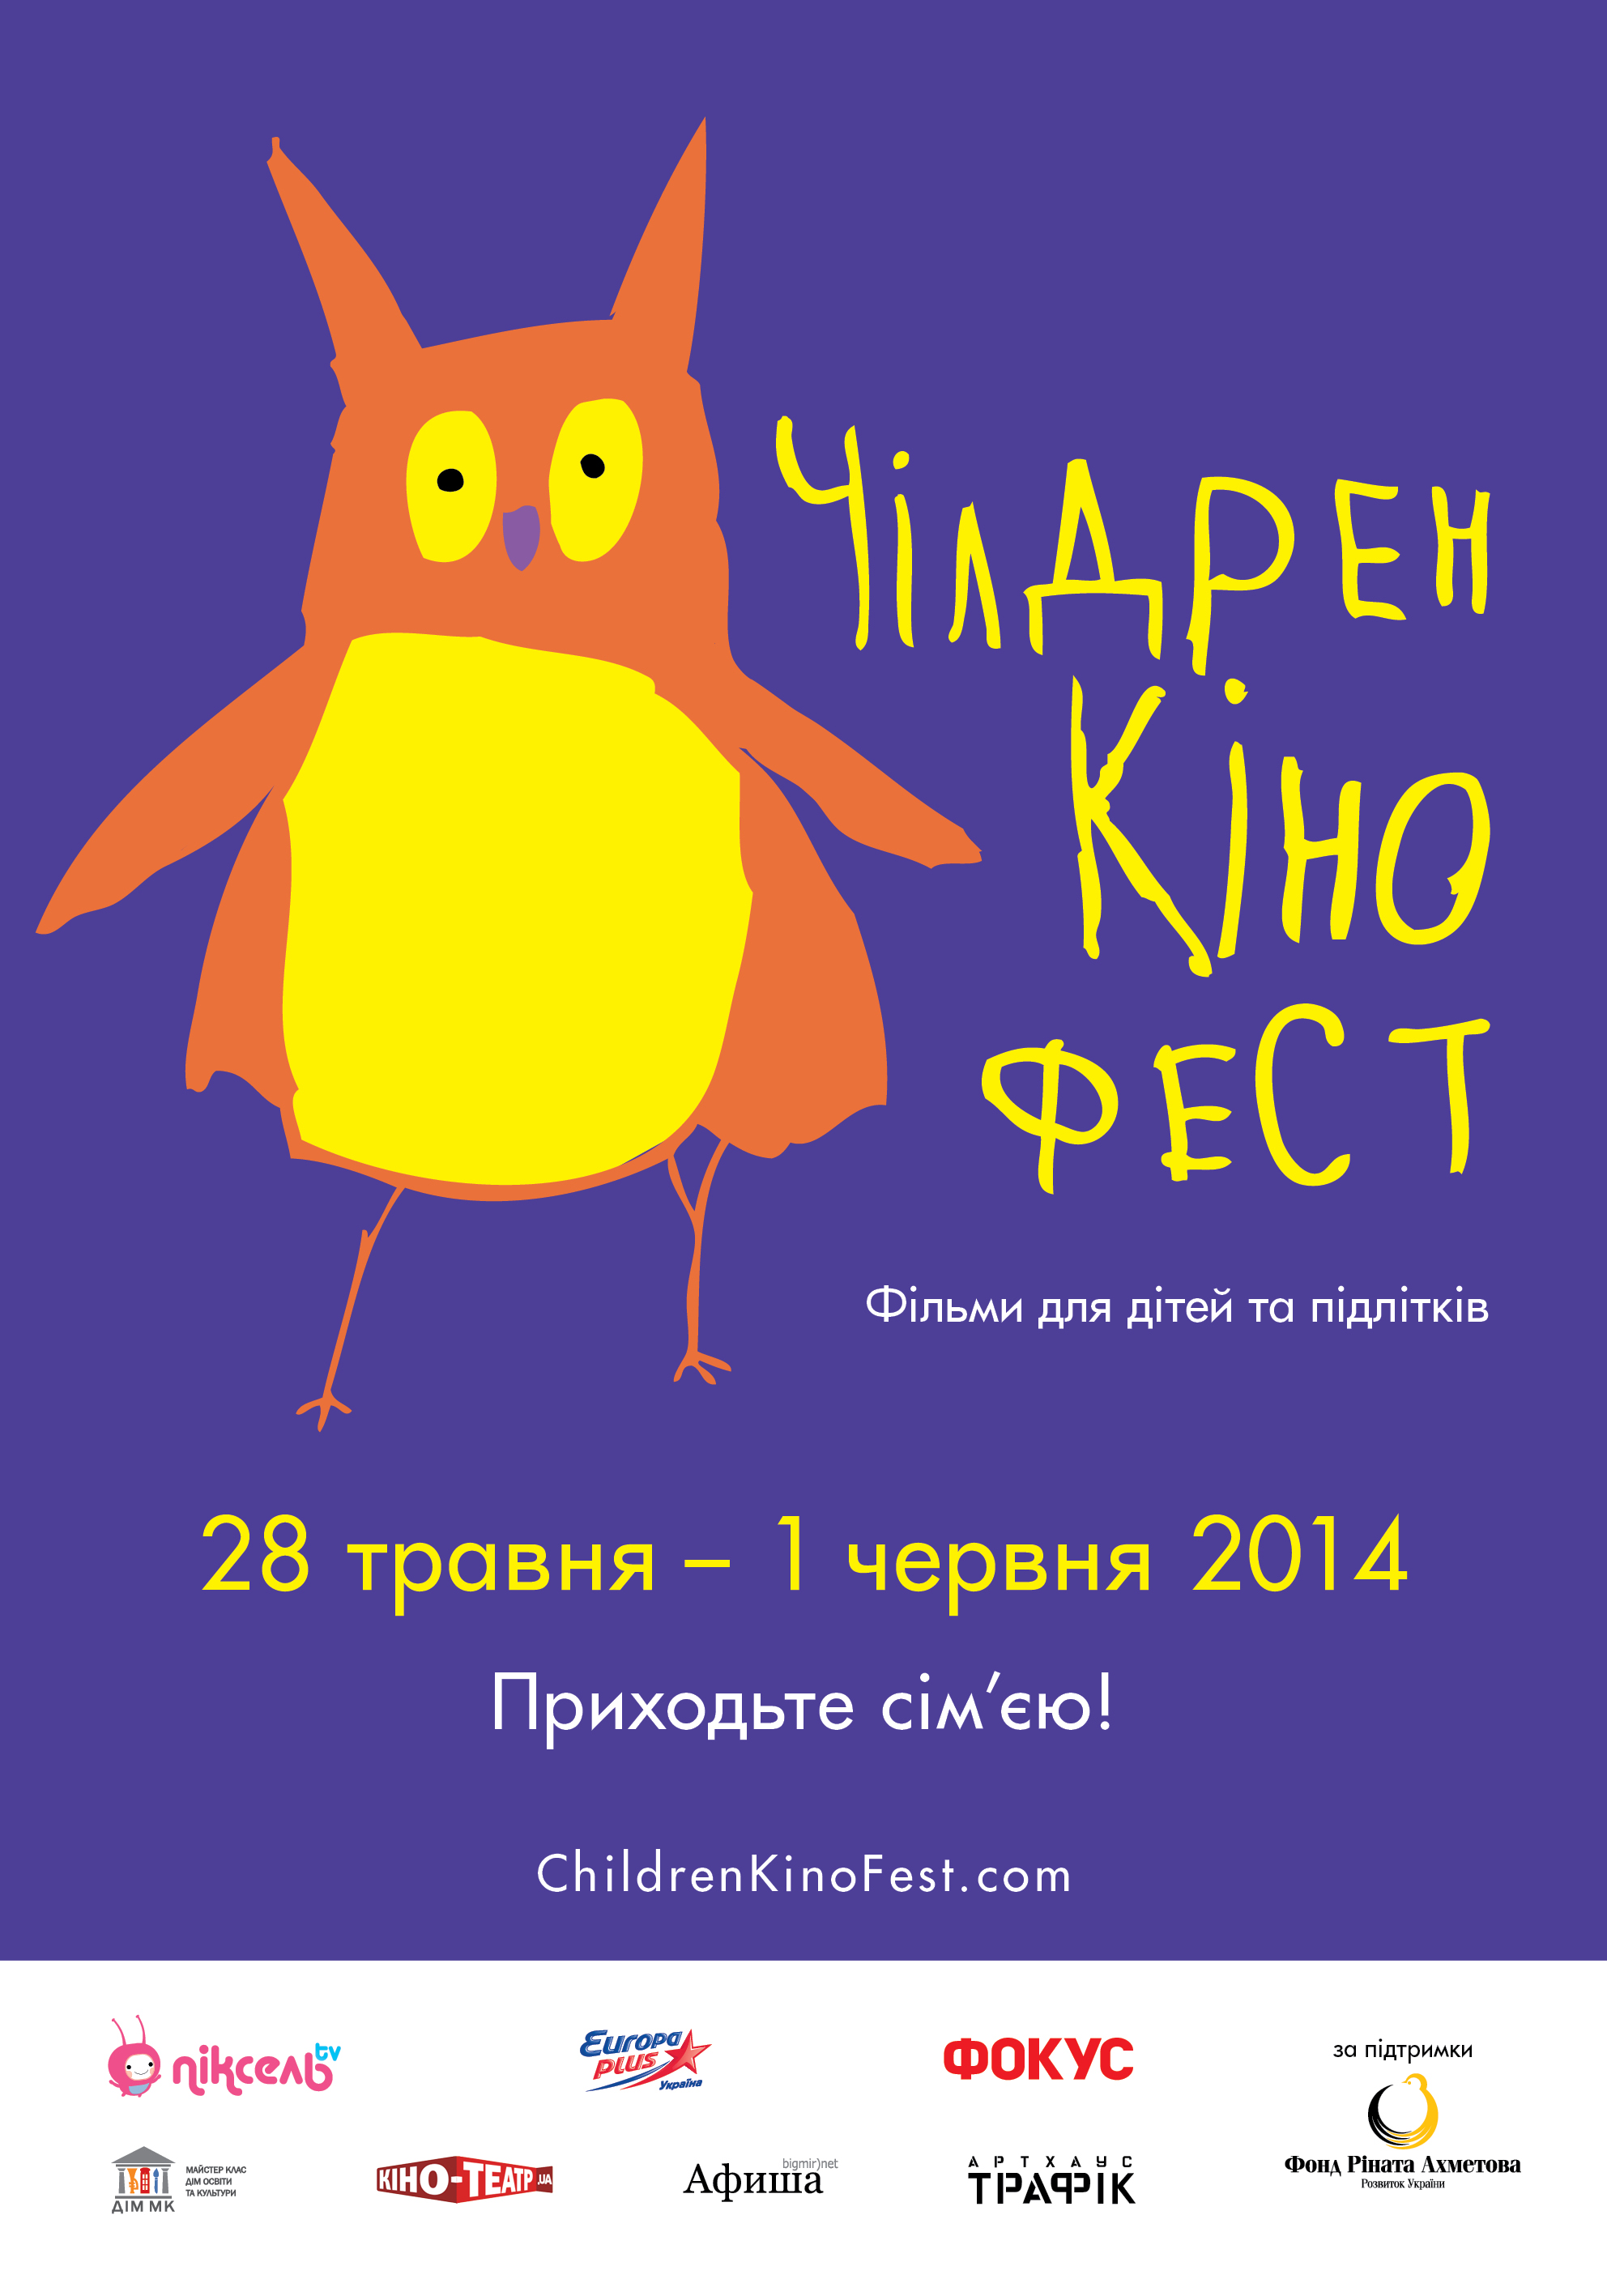 Чілдрен
Кіно
Фест
Фільми для дітей та підлітків
28 травня – 1 червня 2014
Приходьте сім’єю!
ChildrenKinoFest.com
піксель tv
Europa
PLUS
Україна
ФОКУС
за підтримки
Фонд Ріната Ахметова
Розвиток України
ДІМ МК
МАЙСТЕР КЛАС
ДІМ ОСВІТИ
ТА КУЛЬТУРИ
КІНО-ТЕАТР.UA
bigmir)net
Афиша
АРТХАУС
ТРАФІК